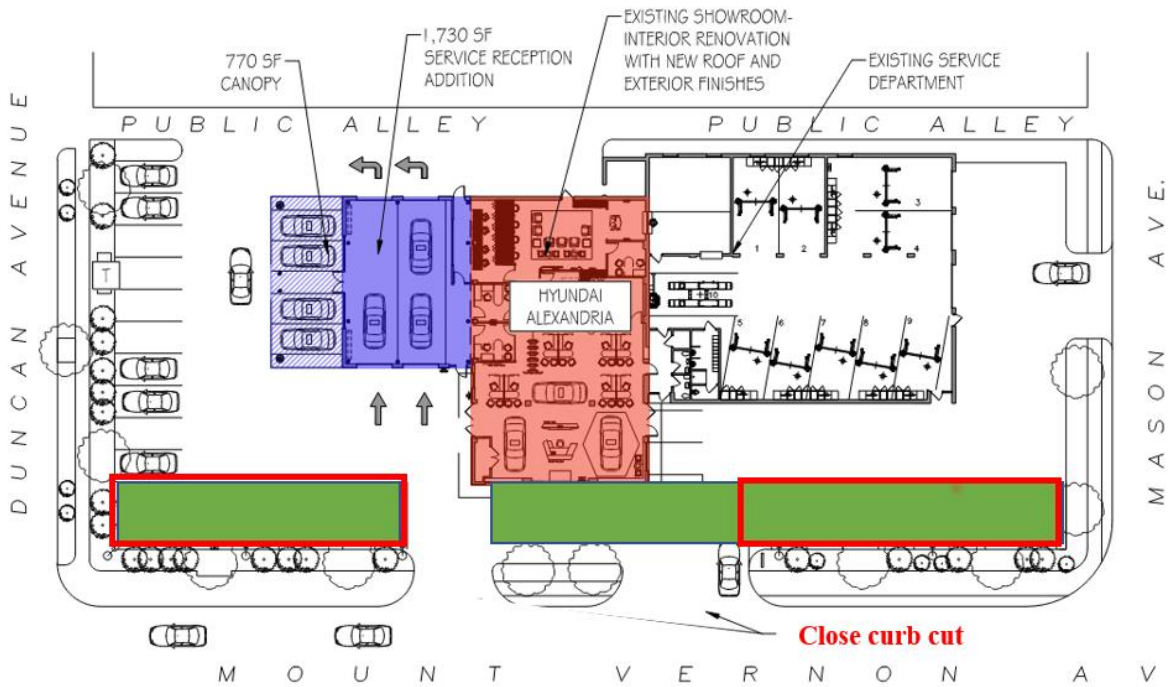 770 SF
CANOPY
1,730 SF
SERVICE RECEPTION
ADDITION
EXISTING SHOWROOM-
INTERIOR RENOVATION
WITH NEW ROOF AND
EXTERIOR FINISHES
EXISTING SERVICE
DEPARTMENT
PUBLIC ALLEY
PUBLIC ALLEY
DUNCAN AVENUE
MASON AVE.
T
1
2
3
4
HYUNDAI
ALEXANDRIA
10
5
6
7
8
9
Close curb cut
MOUNT VERNON AV